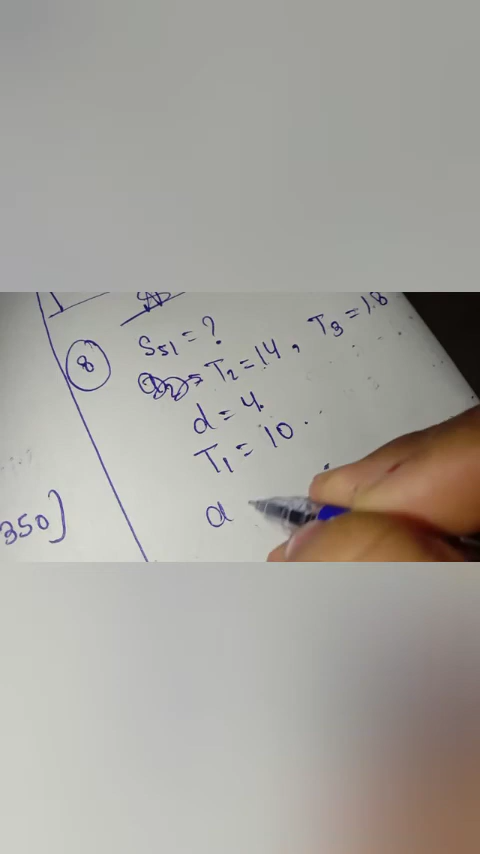 8 S51 = ?
= T2 = 14, T3 = 18
d = 4.
T1 = 10
a
350)